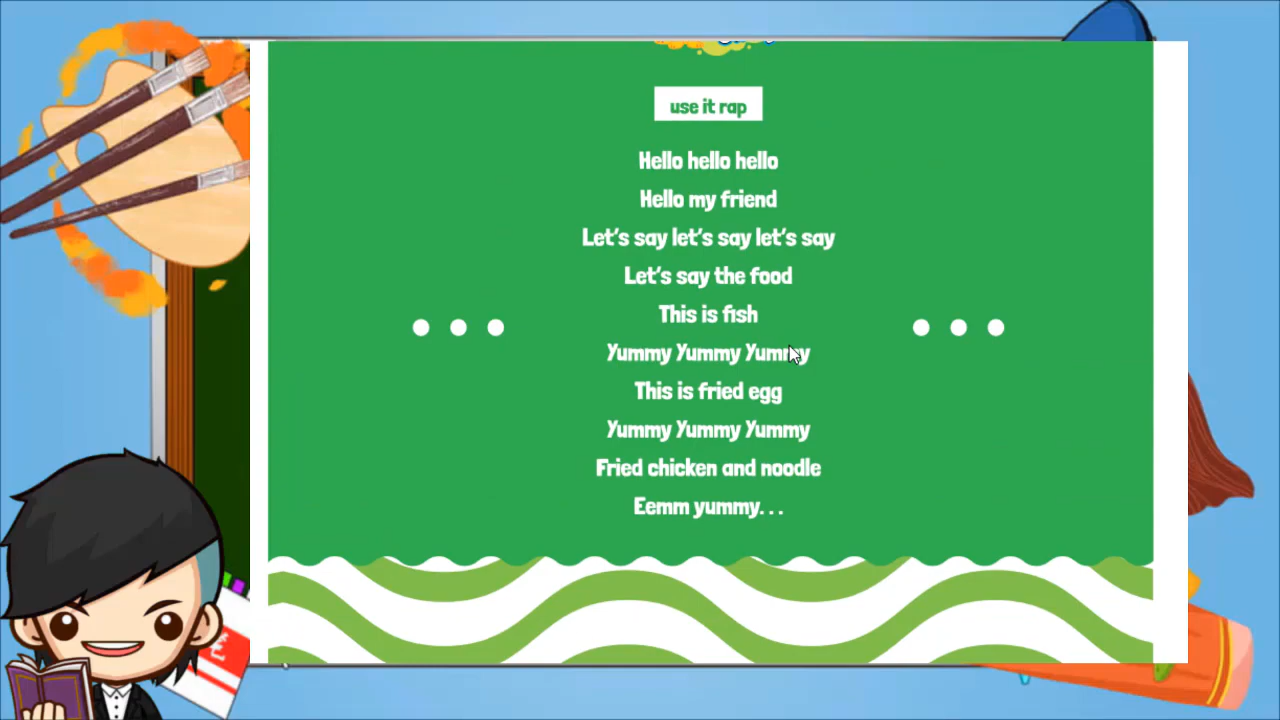 use it rap
Hello hello hello
Hello my friend
Let's say let's say let's say
Let's say the food
This is fish
Yummy Yummy Yummy
This is fried egg
Yummy Yummy Yummy
Fried chicken and noodle
Eemm yummy. . .